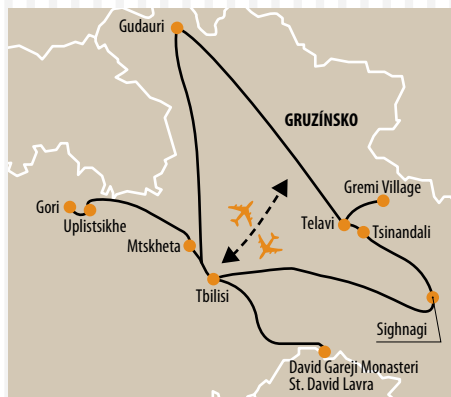 Gudauri
GRUZÍNSKO
Gremi Village
Gori
Uplistsikhe
Telavi
Tsinandali
Mtskheta
Tbilisi
Sighnagi
David Gareji Monasteri
St. David Lavra